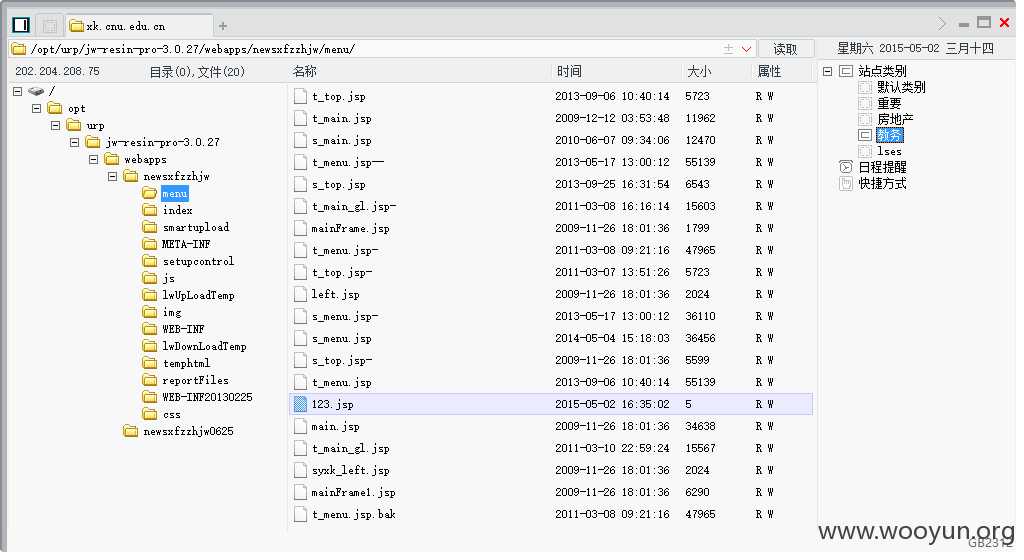 xk.cnu.edu.cn
/opt/urp/jw-resin-pro-3.0.27/webapps/newsxfzzhjw/menu/ 读取 星期六 2015-05-02 三月十四
202.204.208.75 目录(0),文件(20) 名称 时间 大小 属性
/
opt
urp
jw-resin-pro-3.0.27
webapps
newsxfzzhjw
menu
index
smartupload
META-INF
setupcontrol
js
lwUpLoadTemp
img
WEB-INF
lwDownLoadTemp
temphtml
reportFiles
WEB-INF20130225
css
newsxfzzhjw0625
t_top.jsp 2013-09-06 10:40:14 5723 R W
t_main.jsp 2009-12-12 03:53:48 11962 R W
s_main.jsp 2010-06-07 09:34:06 12470 R W
t_menu.jsp-- 2013-05-17 13:00:12 55139 R W
s_top.jsp 2013-09-25 16:31:54 6543 R W
t_main_gl.jsp- 2011-03-08 16:16:14 15603 R W
mainFrame.jsp 2009-11-26 18:01:36 1799 R W
t_menu.jsp- 2011-03-08 09:21:16 47965 R W
t_top.jsp- 2011-03-07 13:51:26 5723 R W
left.jsp 2009-11-26 18:01:36 2024 R W
s_menu.jsp- 2013-05-17 13:00:12 36110 R W
s_menu.jsp 2014-05-04 15:18:03 36456 R W
s_top.jsp- 2009-11-26 18:01:36 5599 R W
t_menu.jsp 2013-09-06 10:40:14 55139 R W
123.jsp 2015-05-02 16:35:02 5 R W
main.jsp 2009-11-26 18:01:36 34638 R W
t_main_gl.jsp 2011-03-10 22:59:24 15567 R W
syxk_left.jsp 2009-11-26 18:01:36 2024 R W
mainFrame1.jsp 2009-11-26 18:01:36 6290 R W
t_menu.jsp.bak 2011-03-08 09:21:16 47965 R W
站点类别
默认类别
重要
房地产
教务
lses
日程提醒
快捷方式
www.wooyun.org
GB2312